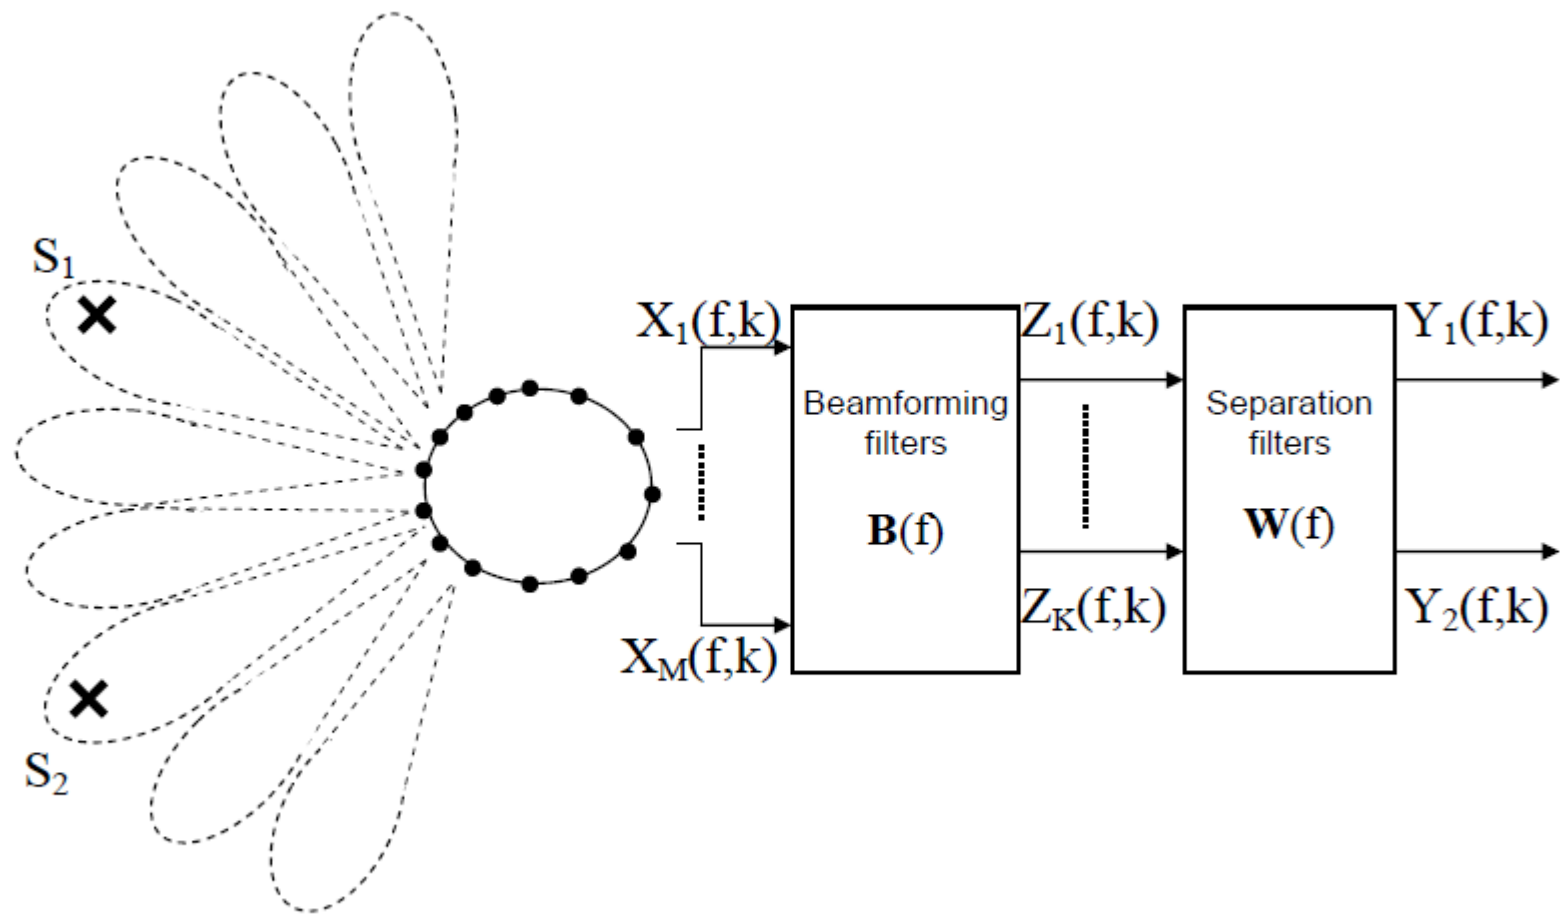 S1
S2
X1(f,k)
XM(f,k)
Beamforming
filters
B(f)
Z1(f,k)
ZK(f,k)
Separation
filters
W(f)
Y1(f,k)
Y2(f,k)